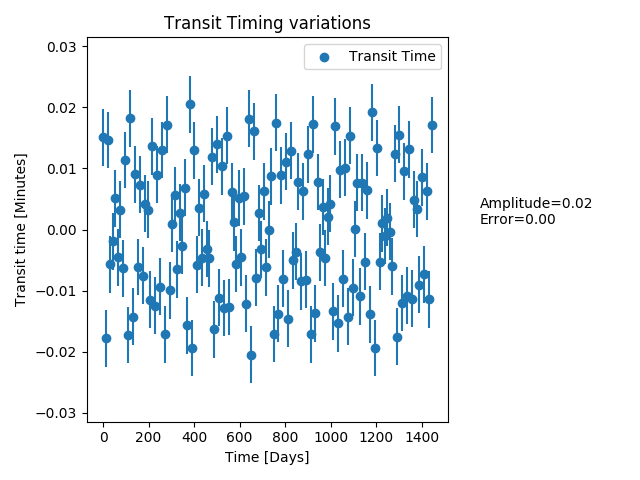 Transit Timing variations
Transit Time
0.03
0.02
0.01
0.00
−0.01
−0.02
−0.03
Transit time [Minutes]
Amplitude=0.02
Error=0.00
0 200 400 600 800 1000 1200 1400
Time [Days]